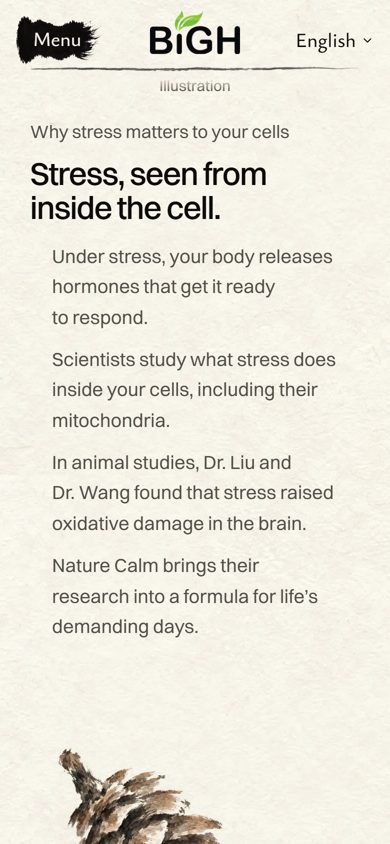 Menu
BiGH
English
Illustration
Why stress matters to your cells
Stress, seen from
inside the cell.
Under stress, your body releases
hormones that get it ready
to respond.
Scientists study what stress does
inside your cells, including their
mitochondria.
In animal studies, Dr. Liu and
Dr. Wang found that stress raised
oxidative damage in the brain.
Nature Calm brings their
research into a formula for life’s
demanding days.